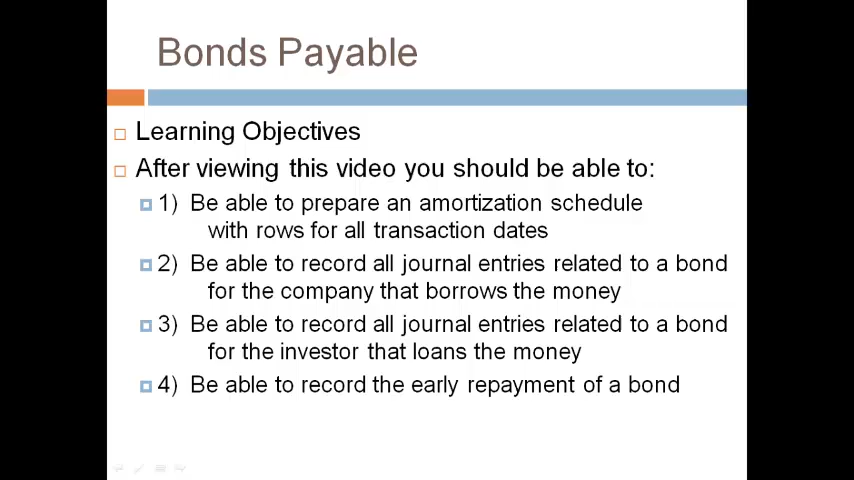 Bonds Payable
Learning Objectives
After viewing this video you should be able to:
1) Be able to prepare an amortization schedule
with rows for all transaction dates
2) Be able to record all journal entries related to a bond
for the company that borrows the money
3) Be able to record all journal entries related to a bond
for the investor that loans the money
4) Be able to record the early repayment of a bond